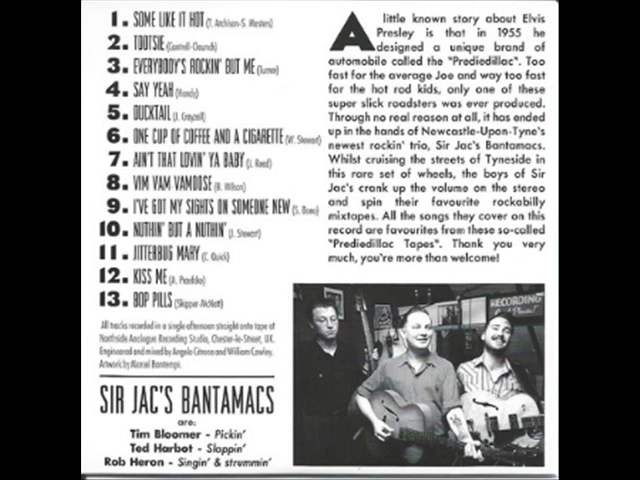 1. SOME LIKE IT HOT (T. Atchison-S. Masters)
2. TOOTSIE (Cantrell-Claunch)
3. EVERYBODY'S ROCKIN' BUT ME (Turner)
4. SAY YEAH (Hands)
5. DUCKTAIL (J. Graycell)
6. ONE CUP OF COFFEE AND A CIGARETTE (W. Stewart)
7. AIN'T THAT LOVIN' YA BABY (J. Reed)
8. VIM VAM VAMOOSE (B. Wilson)
9. I'VE GOT MY SIGHTS ON SOMEONE NEW
10. NUTHIN' BUT A NUTHIN' (J. Stewart)
11. JITTERBUG MARY (C. Quick)
12. KISS ME
13. BOP PILLS (Skipper-McNatt)
All tracks recorded in a single afternoon straight onto tape at
Northside Analogue Recording Studio, Chester-le-Street, UK.
Engineered and mixed by Angelo Citrone and William Cawley.
Artwork by Marcel Bontempi.
SIR JAC'S BANTAMACS
are:
Tim Bloomer - Pickin'
Ted Harbot - Slappin'
Rob Heron - Singin' & strummin'
A little known story about Elvis
Presley is that in 1955 he
designed a unique brand of
automobile called the "Prediedillac". Too
fast for the average Joe and way too fast
for the hot rod kids, only one of these
super slick roadsters was ever produced.
Through no real reason at all, it has ended
up in the hands of Newcastle-Upon-Tyne's
newest rockin' trio, Sir Jac's Bantamacs.
Whilst cruising the streets of Tyneside in
this rare set of wheels, the boys of Sir
Jac's crank up the volume on the stereo
and spin their favourite rockabilly
mixtapes. All the songs they cover on this
record are favourites from these so-called
"Prediedillac Tapes". Thank you very
much, you're more than welcome!
RECORDING